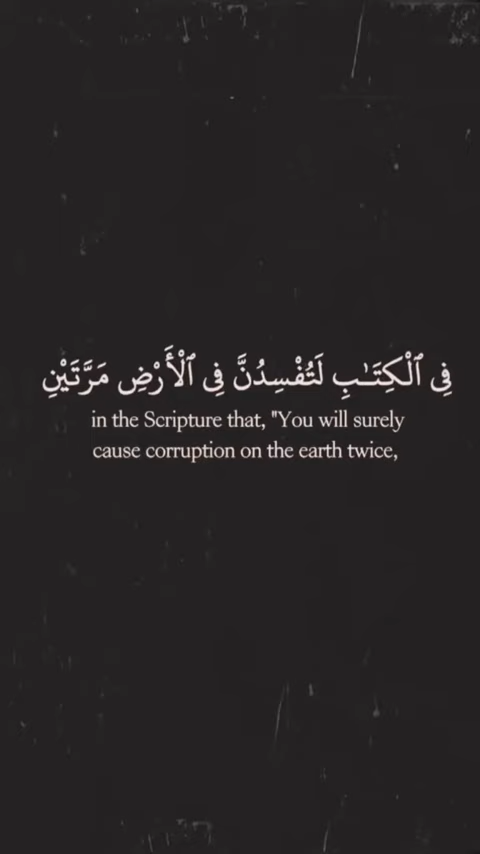 فِى ٱلْكِتَـٰبِ لَتُفْسِدُنَّ فِى ٱلْأَرْضِ مَرَّتَيْنِ
in the Scripture that, "You will surely
cause corruption on the earth twice,